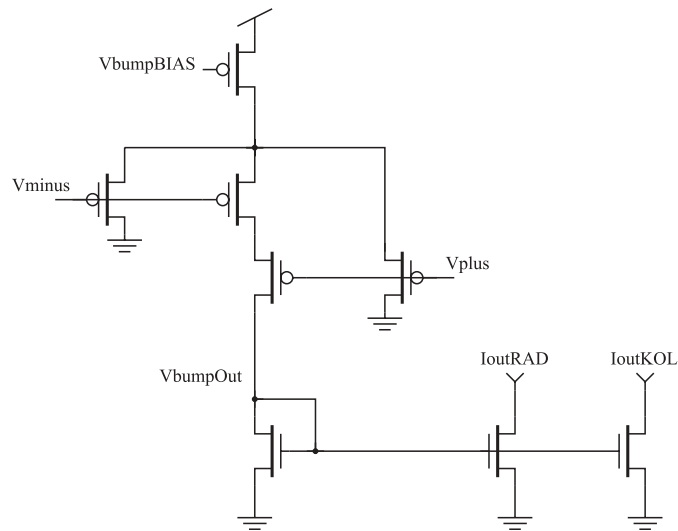 VbumpBIAS
Vminus
Vplus
VbumpOut
IoutRAD
IoutKOL